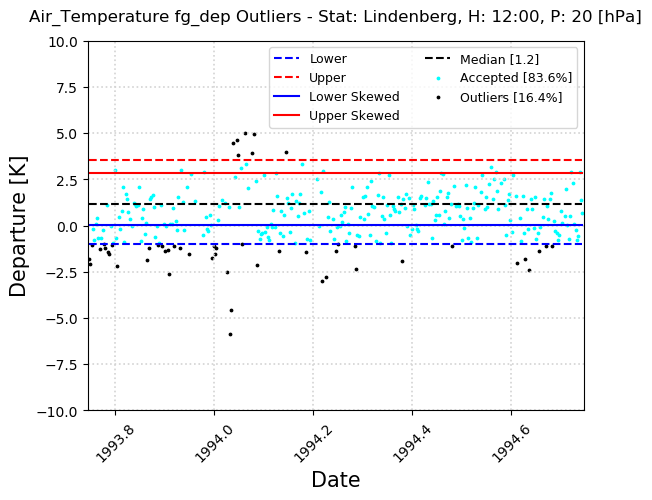 Air_Temperature fg_dep Outliers - Stat: Lindenberg, H: 12:00, P: 20 [hPa]
Lower
Upper
Lower Skewed
Upper Skewed
Median [1.2]
Accepted [83.6%]
Outliers [16.4%]
Departure [K]
10.0
7.5
5.0
2.5
0.0
−2.5
−5.0
−7.5
−10.0
1993.8
1994.0
1994.2
1994.4
1994.6
Date